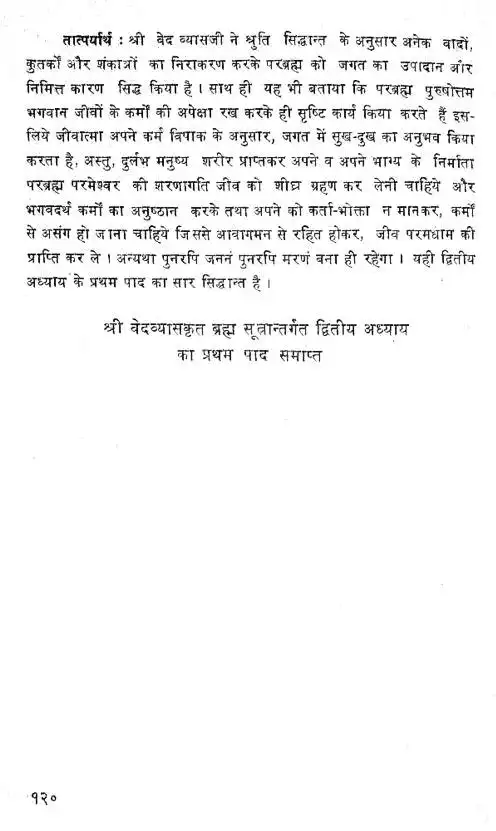 तात्पर्यार्थ : श्री वेद व्यासजी ने श्रुति सिद्धान्त के अनुसार अनेक वादों,
कुतर्कों और शंकाओं का निराकरण करके परब्रह्म को जगत का उपादान और
निमित्त कारण सिद्ध किया है । साथ ही यह भी बताया कि परब्रह्म पुरुषोत्तम
भगवान जीवों के कर्मों की अपेक्षा रख करके ही सृष्टि कार्य किया करते हैं इस-
लिये जीवात्मा अपने कर्म विपाक के अनुसार, जगत में सुख-दुख का अनुभव किया
करता है, अस्तु, दुर्लभ मनुष्य शरीर प्राप्तकर अपने व अपने भाग्य के निर्माता
परब्रह्म परमेश्वर की शरणागति जीव को शीघ्र ग्रहण कर लेनी चाहिये और
भगवदर्थ कर्मों का अनुष्ठान करके तथा अपने को कर्ता-भोक्ता न मानकर, कर्मों
से असंग हो जाना चाहिये जिससे आवागमन से रहित होकर, जीव परमधाम की
प्राप्ति कर ले । अन्यथा पुनरपि जननं पुनरपि मरणं बना ही रहेगा । यही द्वितीय
अध्याय के प्रथम पाद का सार सिद्धान्त है ।
श्री वेदव्यासकृत ब्रह्म सूत्रान्तर्गत द्वितीय अध्याय
का प्रथम पाद समाप्त
१२०